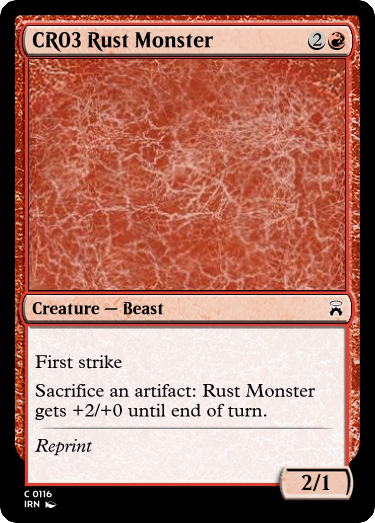 CR03 Rust Monster 2
Creature — Beast
First strike
Sacrifice an artifact: Rust Monster
gets +2/+0 until end of turn.
Reprint
2/1
C 0116
IRN